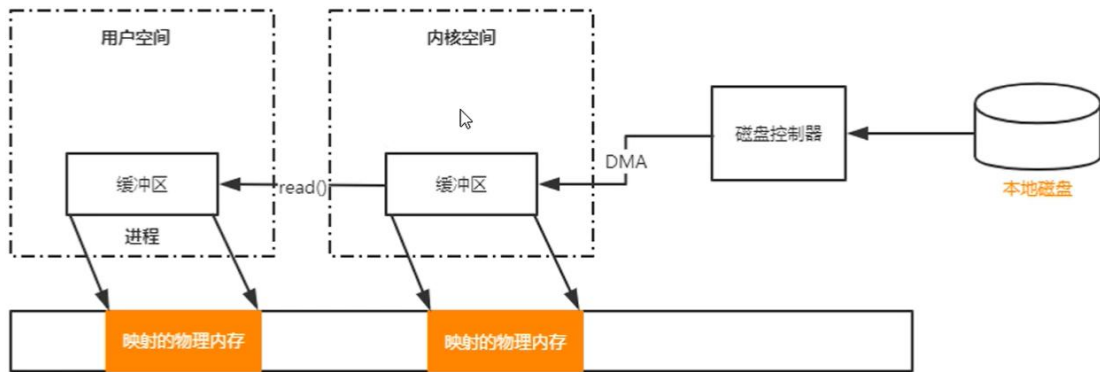 用户空间
内核空间
磁盘控制器
DMA
缓冲区
read()
缓冲区
本地磁盘
进程
映射的物理内存
映射的物理内存